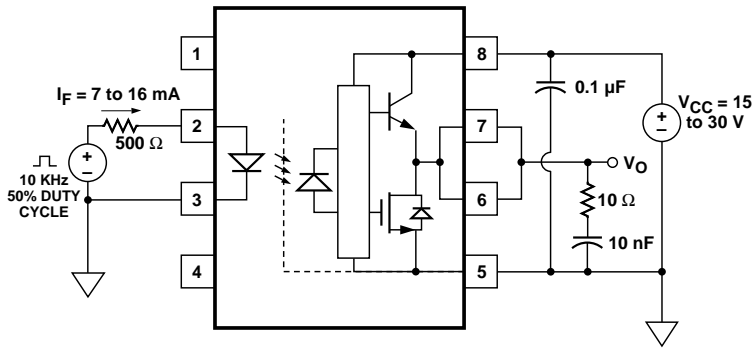 1
8
I_F = 7 to 16 mA
500 Ω
2
+
–
10 KHz
50% DUTY
CYCLE
3
4
0.1 µF
V_CC = 15
to 30 V
+
–
7
V_O
6
10 Ω
10 nF
5